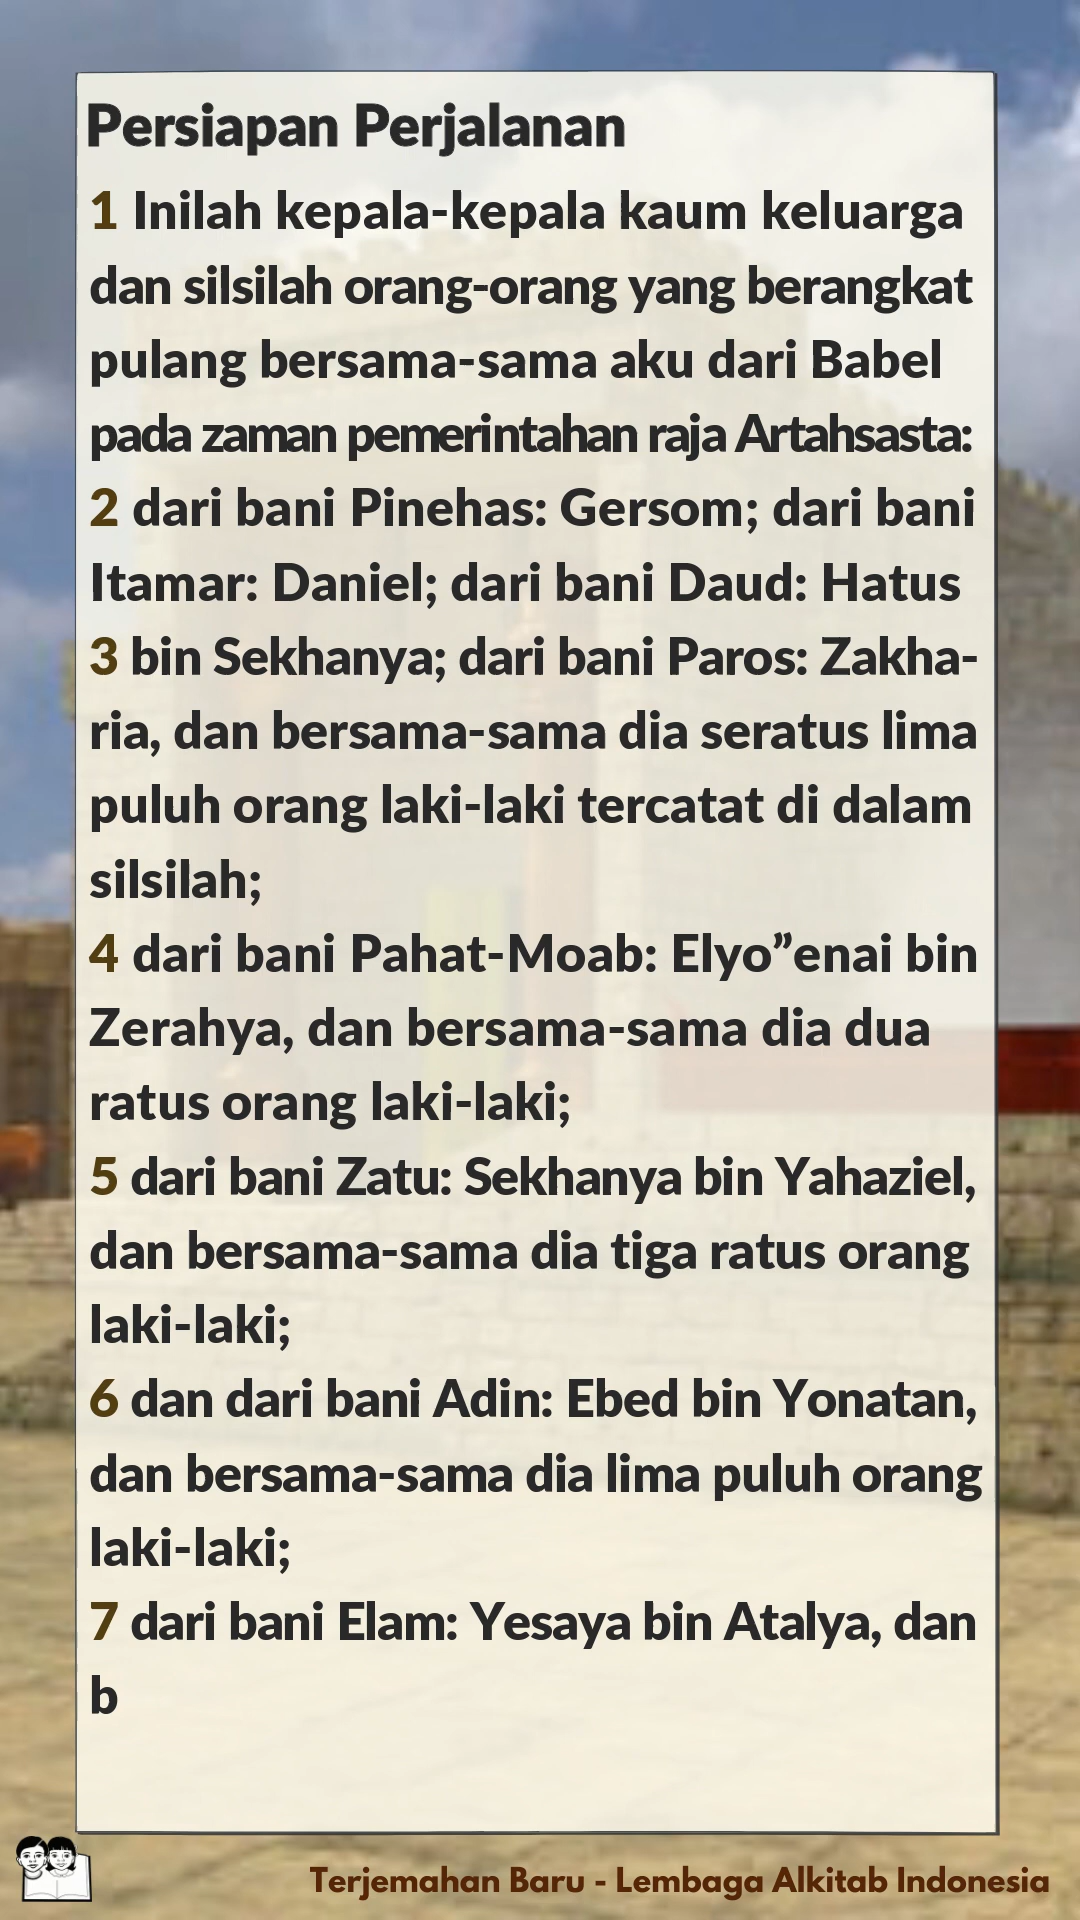 Persiapan Perjalanan
1 Inilah kepala-kepala kaum keluarga
dan silsilah orang-orang yang berangkat
pulang bersama-sama aku dari Babel
pada zaman pemerintahan raja Artahsasta:
2 dari bani Pinehas: Gersom; dari bani
Itamar: Daniel; dari bani Daud: Hatus
3 bin Sekhanya; dari bani Paros: Zakha-
ria, dan bersama-sama dia seratus lima
puluh orang laki-laki tercatat di dalam
silsilah;
4 dari bani Pahat-Moab: Elyo”enai bin
Zerahya, dan bersama-sama dia dua
ratus orang laki-laki;
5 dari bani Zatu: Sekhanya bin Yahaziel,
dan bersama-sama dia tiga ratus orang
laki-laki;
6 dan dari bani Adin: Ebed bin Yonatan,
dan bersama-sama dia lima puluh orang
laki-laki;
7 dari bani Elam: Yesaya bin Atalya, dan
b
Terjemahan Baru - Lembaga Alkitab Indonesia